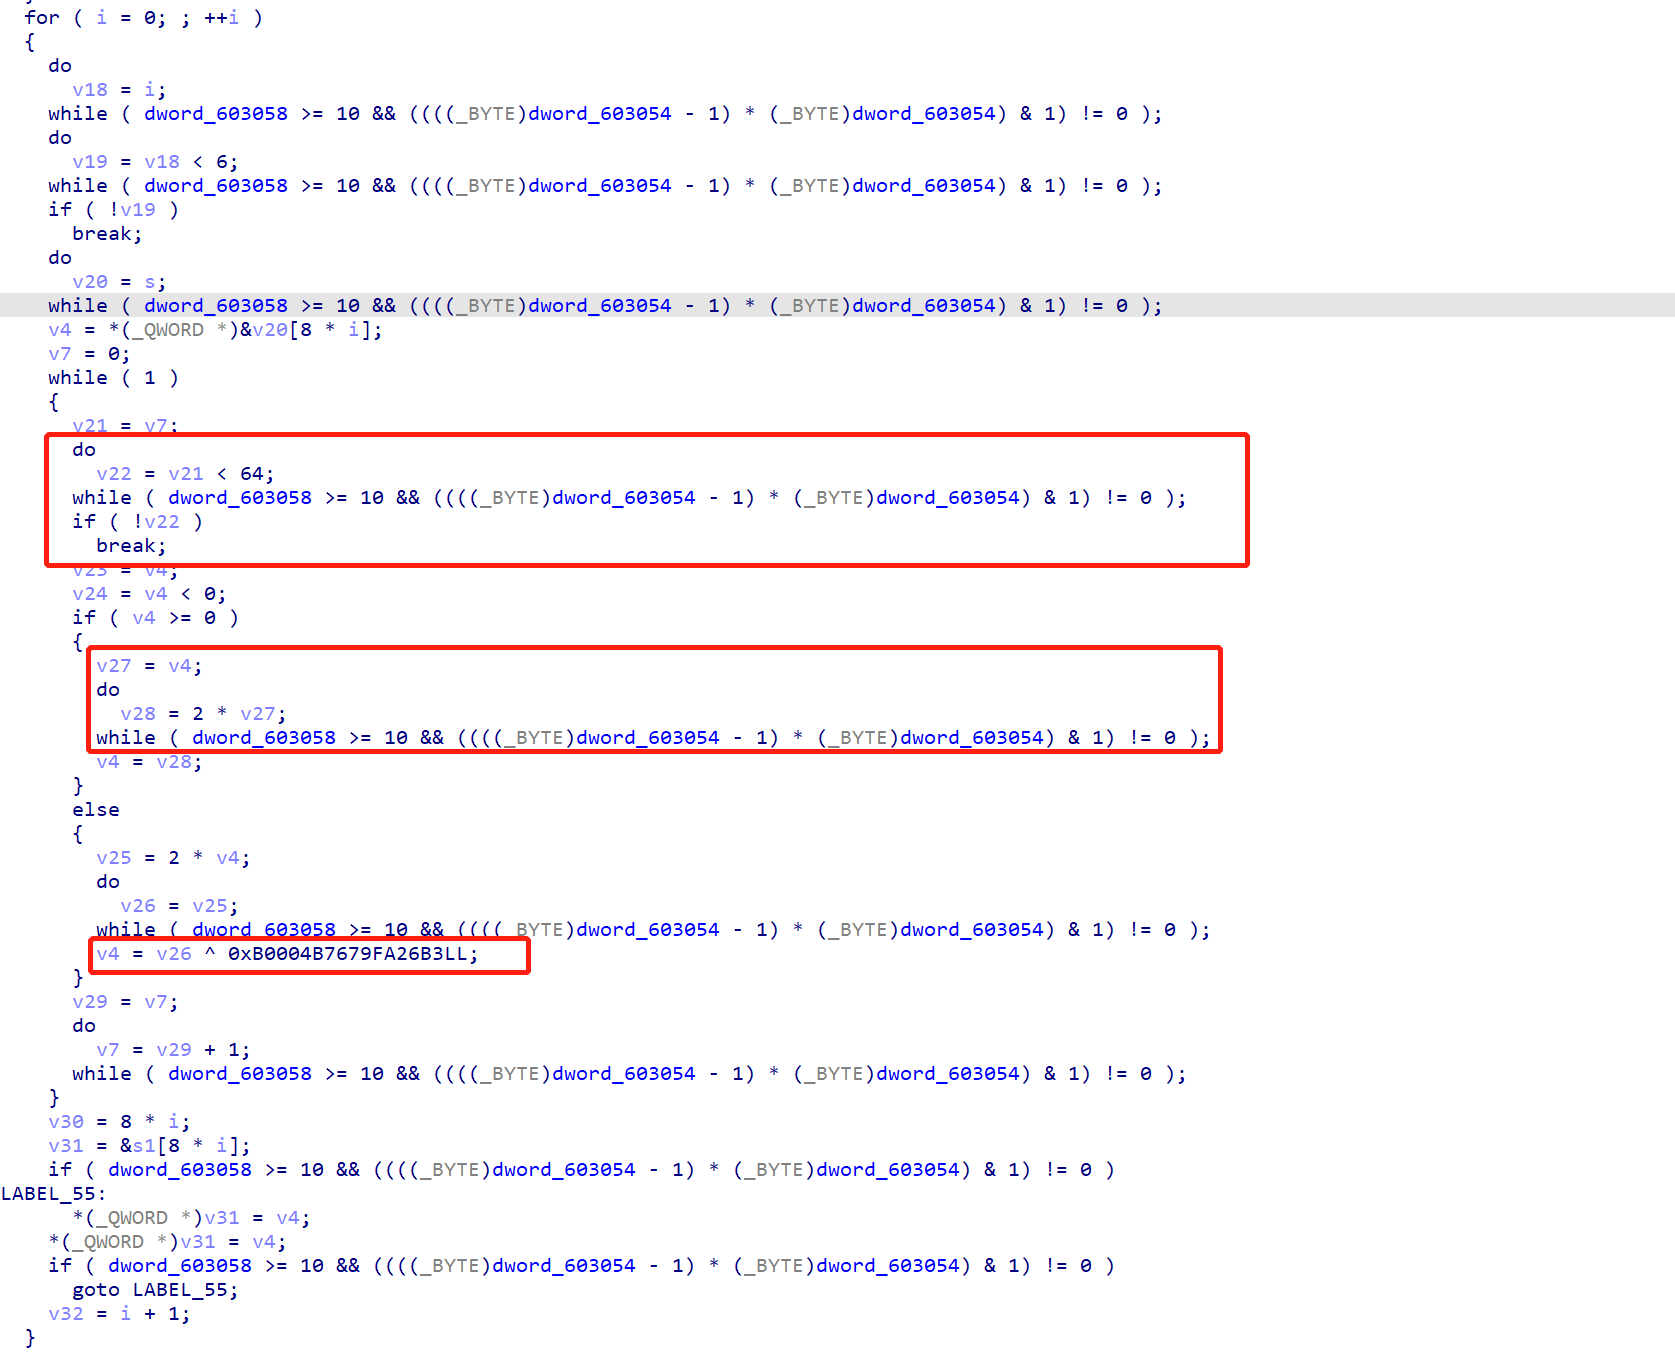 for ( i = 0; ; ++i )
{
do
v18 = i;
while ( dword_603058 >= 10 && ((((_BYTE)dword_603054 - 1) * (_BYTE)dword_603054) & 1) != 0 );
do
v19 = v18 < 6;
while ( dword_603058 >= 10 && ((((_BYTE)dword_603054 - 1) * (_BYTE)dword_603054) & 1) != 0 );
if ( !v19 )
break;
do
v20 = s;
while ( dword_603058 >= 10 && ((((_BYTE)dword_603054 - 1) * (_BYTE)dword_603054) & 1) != 0 );
v4 = *(_QWORD *)&v20[8 * i];
v7 = 0;
while ( 1 )
{
v21 = v7;
do
v22 = v21 < 64;
while ( dword_603058 >= 10 && ((((_BYTE)dword_603054 - 1) * (_BYTE)dword_603054) & 1) != 0 );
if ( !v22 )
break;
v23 = v4;
v24 = v4 < 0;
if ( v4 >= 0 )
{
v27 = v4;
do
v28 = 2 * v27;
while ( dword_603058 >= 10 && ((((_BYTE)dword_603054 - 1) * (_BYTE)dword_603054) & 1) != 0 );
v4 = v28;
}
else
{
v25 = 2 * v4;
do
v26 = v25;
while ( dword_603058 >= 10 && ((((_BYTE)dword_603054 - 1) * (_BYTE)dword_603054) & 1) != 0 );
v4 = v26 ^ 0xB0004B7679FA26B3LL;
}
v29 = v7;
do
v7 = v29 + 1;
while ( dword_603058 >= 10 && ((((_BYTE)dword_603054 - 1) * (_BYTE)dword_603054) & 1) != 0 );
}
v30 = 8 * i;
v31 = &s1[8 * i];
if ( dword_603058 >= 10 && ((((_BYTE)dword_603054 - 1) * (_BYTE)dword_603054) & 1) != 0 )
LABEL_55:
*(_QWORD *)v31 = v4;
*(_QWORD *)v31 = v4;
if ( dword_603058 >= 10 && ((((_BYTE)dword_603054 - 1) * (_BYTE)dword_603054) & 1) != 0 )
goto LABEL_55;
v32 = i + 1;
}